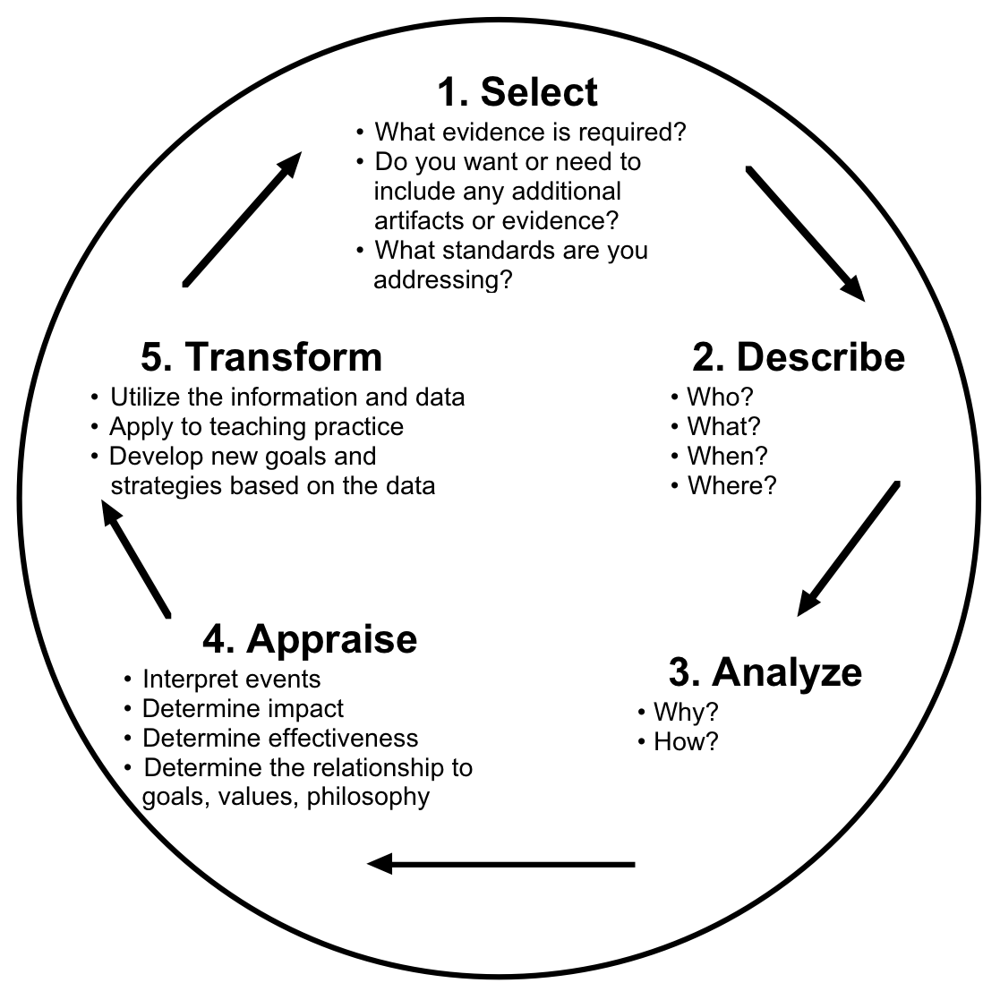 1. Select
• What evidence is required?
• Do you want or need to
include any additional
artifacts or evidence?
• What standards are you
addressing?
2. Describe
• Who?
• What?
• When?
• Where?
3. Analyze
• Why?
• How?
4. Appraise
• Interpret events
• Determine impact
• Determine effectiveness
• Determine the relationship to
goals, values, philosophy
5. Transform
• Utilize the information and data
• Apply to teaching practice
• Develop new goals and
strategies based on the data